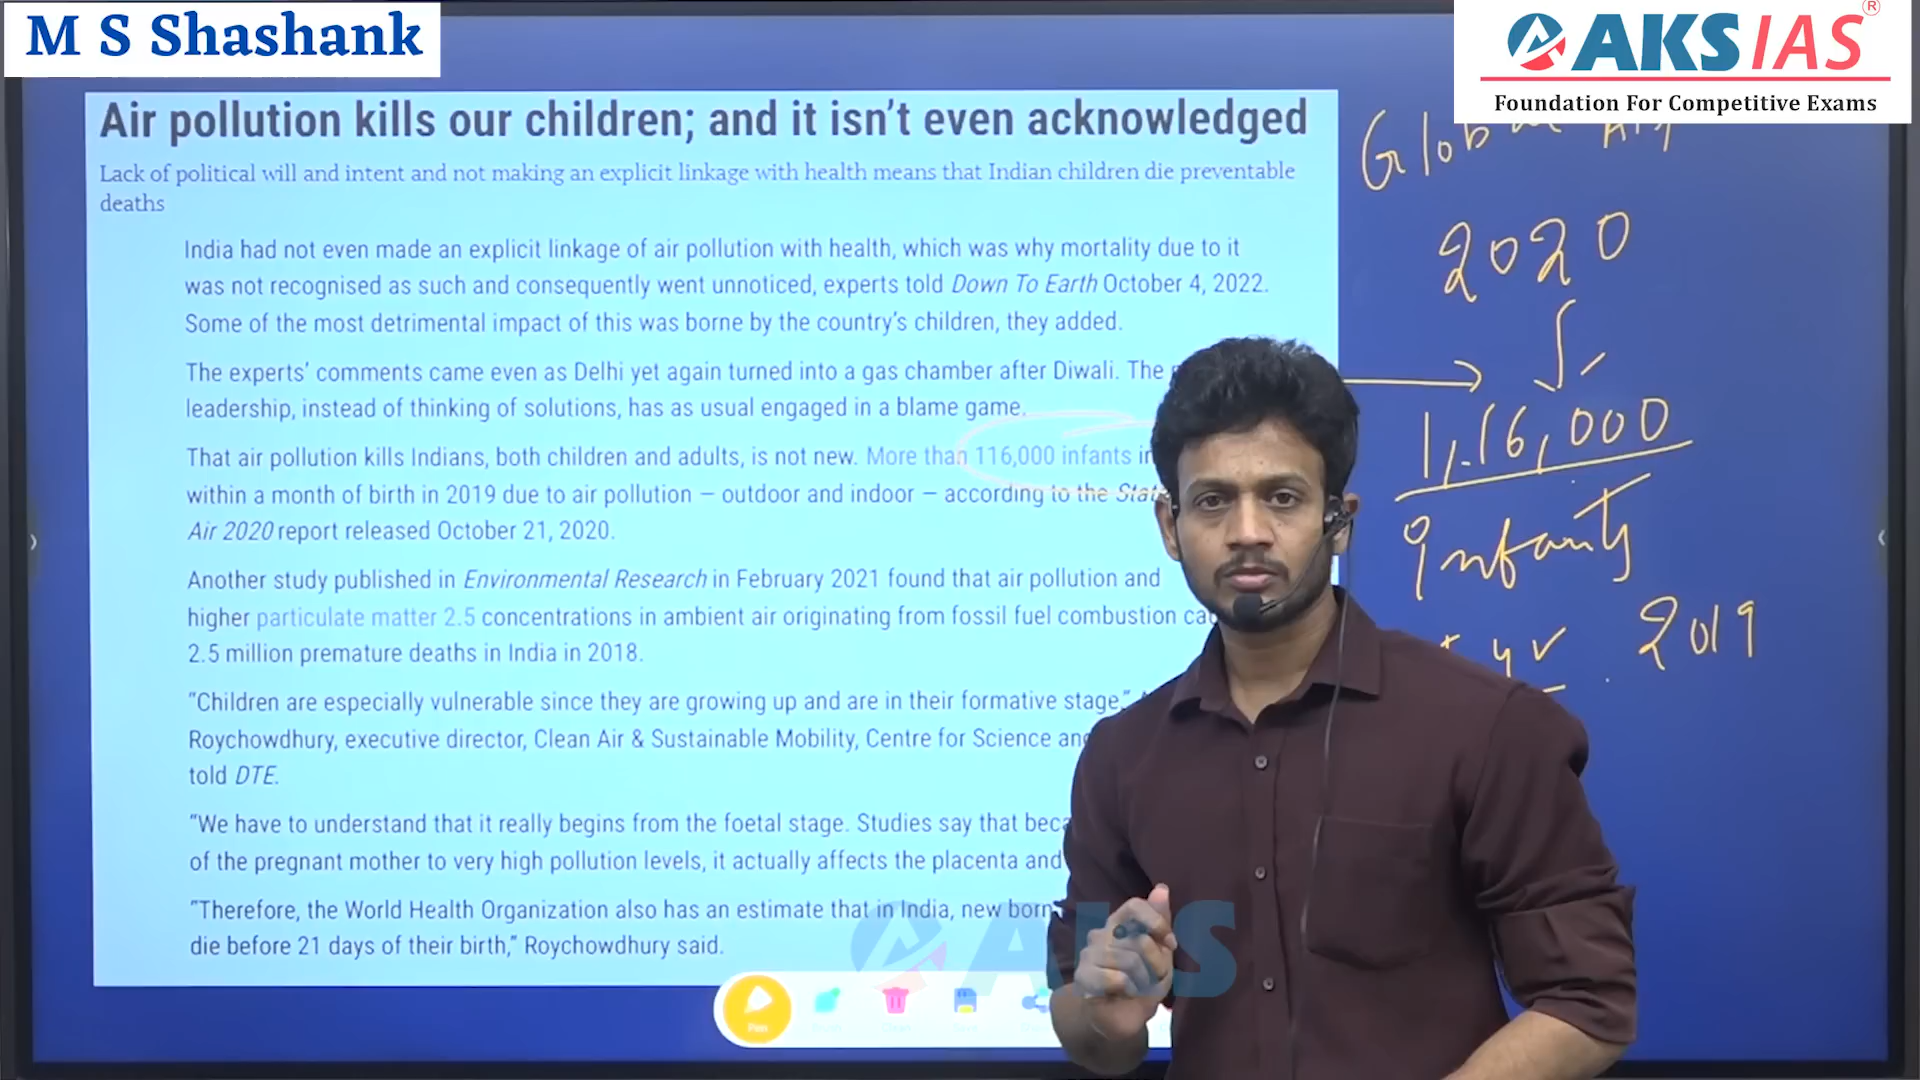 M S Shashank
AKS IAS ®
Foundation For Competitive Exams
Air pollution kills our children; and it isn't even acknowledged
Lack of political will and intent and not making an explicit linkage with health means that Indian children die preventable
deaths
India had not even made an explicit linkage of air pollution with health, which was why mortality due to it
was not recognised as such and consequently went unnoticed, experts told Down To Earth October 4, 2022.
Some of the most detrimental impact of this was borne by the country's children, they added.
The experts' comments came even as Delhi yet again turned into a gas chamber after Diwali. The
leadership, instead of thinking of solutions, has as usual engaged in a blame game.
That air pollution kills Indians, both children and adults, is not new. More than 116,000 infants in
within a month of birth in 2019 due to air pollution – outdoor and indoor – according to the
Air 2020 report released October 21, 2020.
Another study published in Environmental Research in February 2021 found that air pollution and
higher particulate matter 2.5 concentrations in ambient air originating from fossil fuel combustion
2.5 million premature deaths in India in 2018.
"Children are especially vulnerable since they are growing up and are in their formative stage,"
Roychowdhury, executive director, Clean Air & Sustainable Mobility, Centre for Science
told DTE.
"We have to understand that it really begins from the foetal stage. Studies say that
of the pregnant mother to very high pollution levels, it actually affects the placenta and
"Therefore, the World Health Organization also has an estimate that in India, new born
die before 21 days of their birth," Roychowdhury said.
Global Air
2020
1,16,000
Infants
2019
Pen
AKS